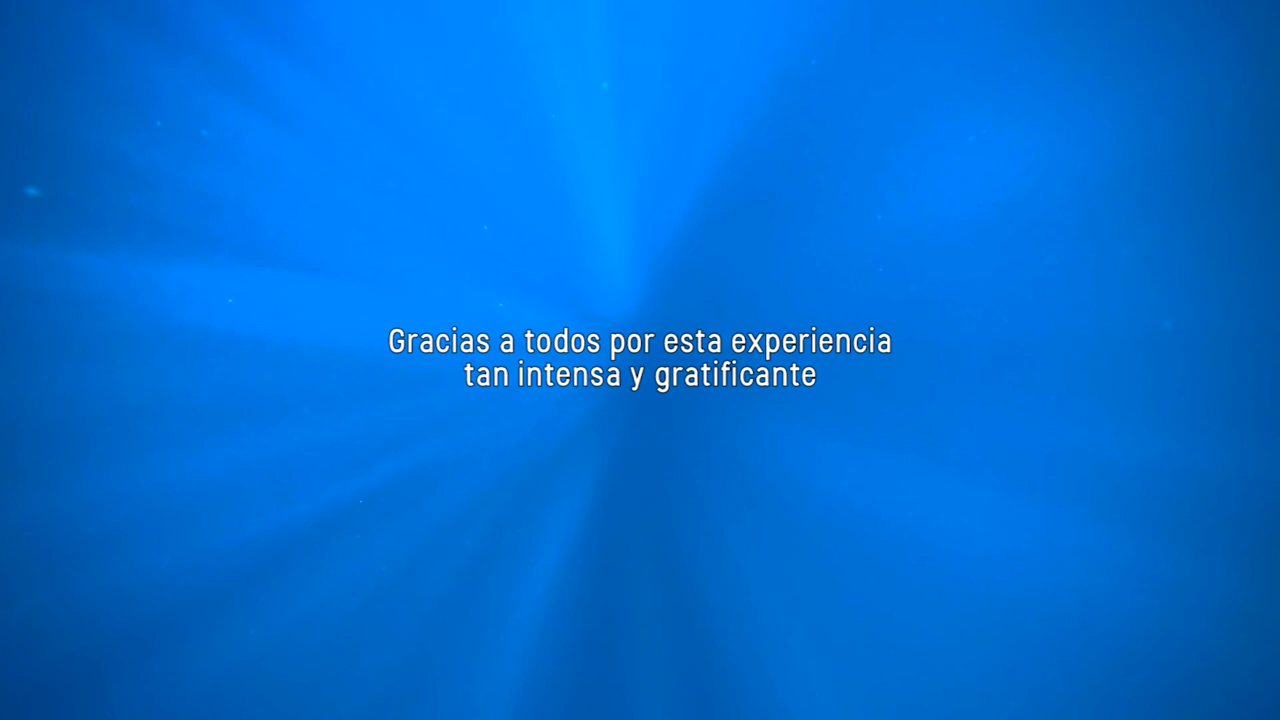 Gracias a todos por esta experiencia
tan intensa y gratificante